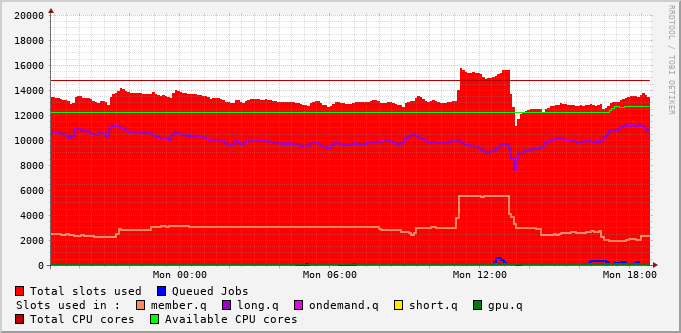 20000
18000
16000
14000
12000
10000
8000
6000
4000
2000
0
Mon 00:00 Mon 06:00 Mon 12:00 Mon 18:00
Total slots used Queued Jobs
Slots used in : member.q long.q ondemand.q short.q gpu.q
Total CPU cores Available CPU cores
RRDTOOL / TOBI OETIKER